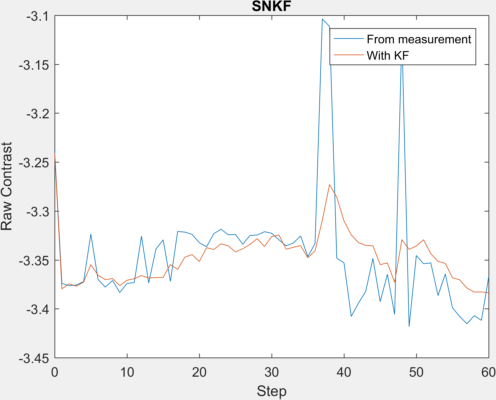 SNKF
-3.1
-3.15
-3.2
-3.25
-3.3
-3.35
-3.4
-3.45
Raw Contrast
From measurement
With KF
0 10 20 30 40 50 60
Step